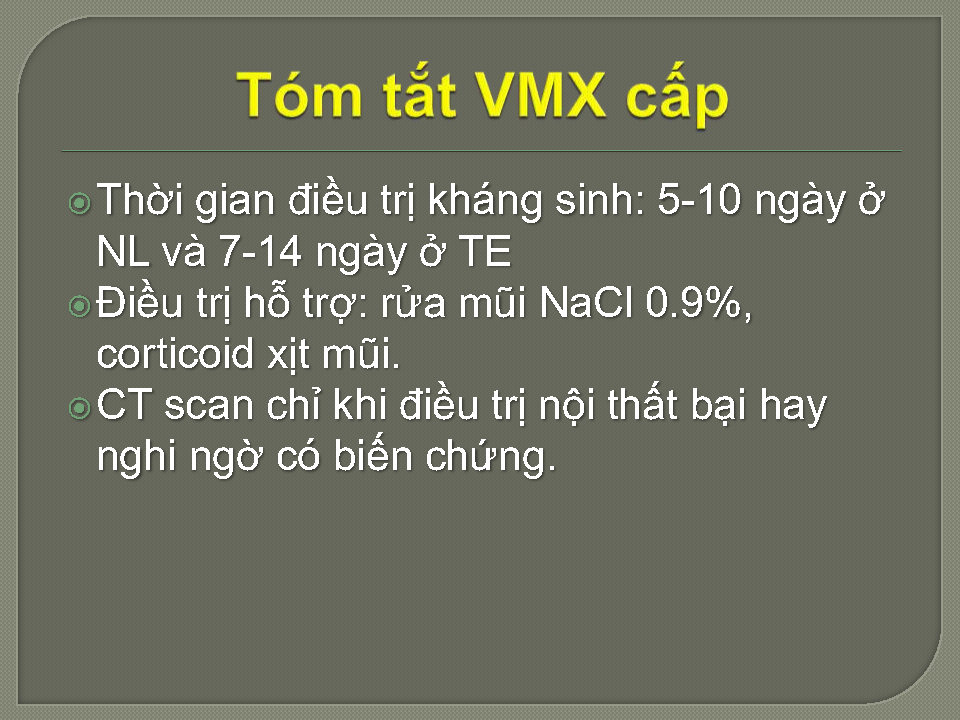 Tóm tắt VMX cấp
Thời gian điều trị kháng sinh: 5-10 ngày ở
NL và 7-14 ngày ở TE
Điều trị hỗ trợ: rửa mũi NaCl 0.9%,
corticoid xịt mũi.
CT scan chỉ khi điều trị nội thất bại hay
nghi ngờ có biến chứng.